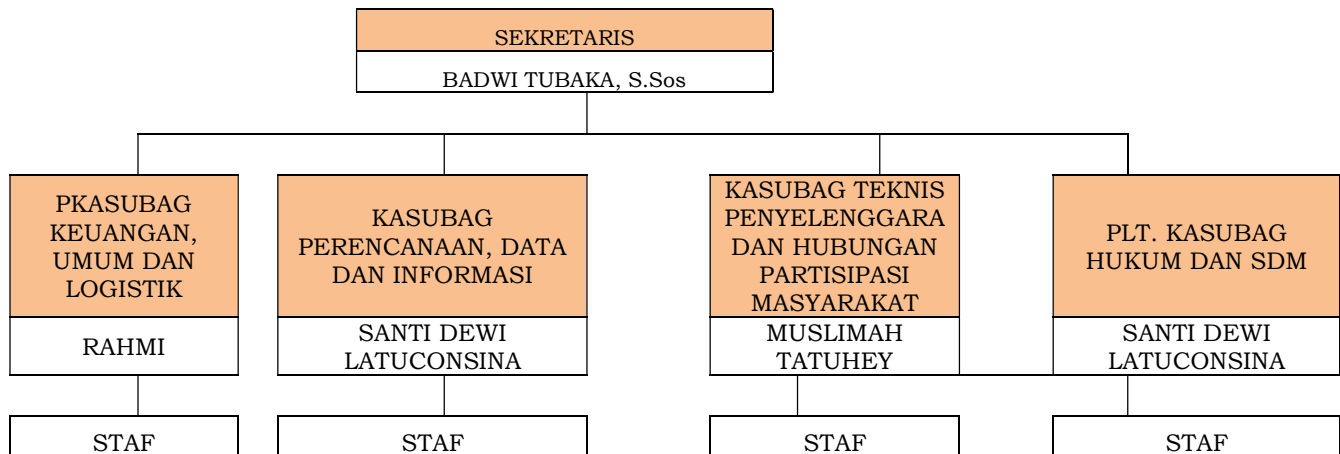 SEKRETARIS
BADWI TUBAKA, S.Sos
PKASUBAG
KEUANGAN,
UMUM DAN
LOGISTIK
RAHMI
KASUBAG
PERENCANAAN, DATA
DAN INFORMASI
SANTI DEWI
LATUCONSINA
KASUBAG TEKNIS
PENYELENGGARA
DAN HUBUNGAN
PARTISIPASI
MASYARAKAT
MUSLIMAH
TATUHEY
PLT. KASUBAG
HUKUM DAN SDM
SANTI DEWI
LATUCONSINA
STAF
STAF
STAF
STAF